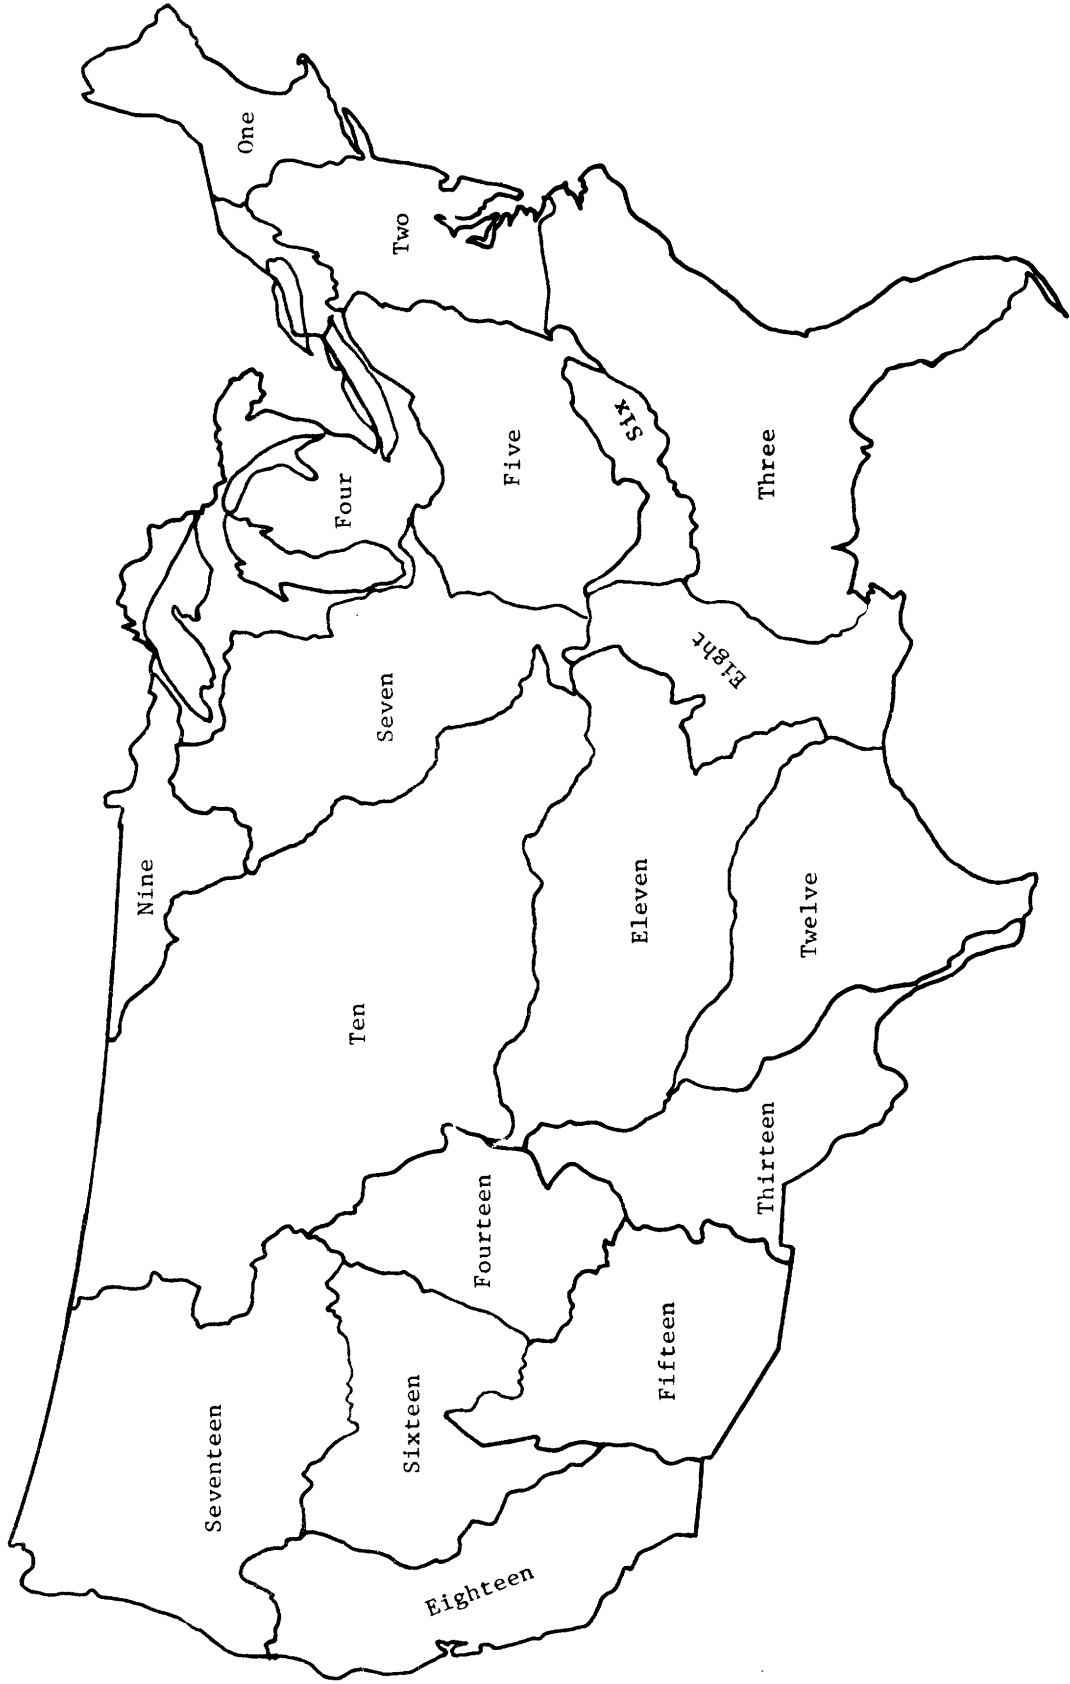 One
Two
Three
Four
Five
Six
Seven
Eight
Nine
Ten
Eleven
Twelve
Thirteen
Fourteen
Fifteen
Sixteen
Seventeen
Eighteen